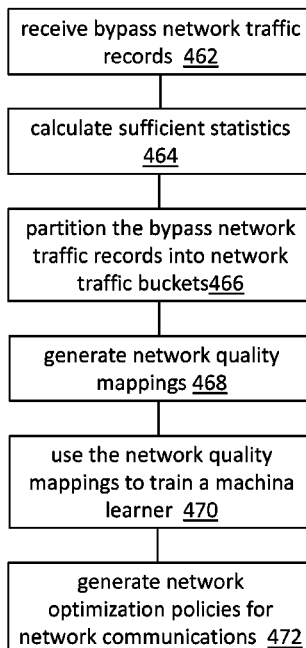 receive bypass network traffic
records 462
calculate sufficient statistics
464
partition the bypass network
traffic records into network
traffic buckets466
generate network quality
mappings 468
use the network quality
mappings to train a machina
learner 470
generate network
optimization policies for
network communications 472